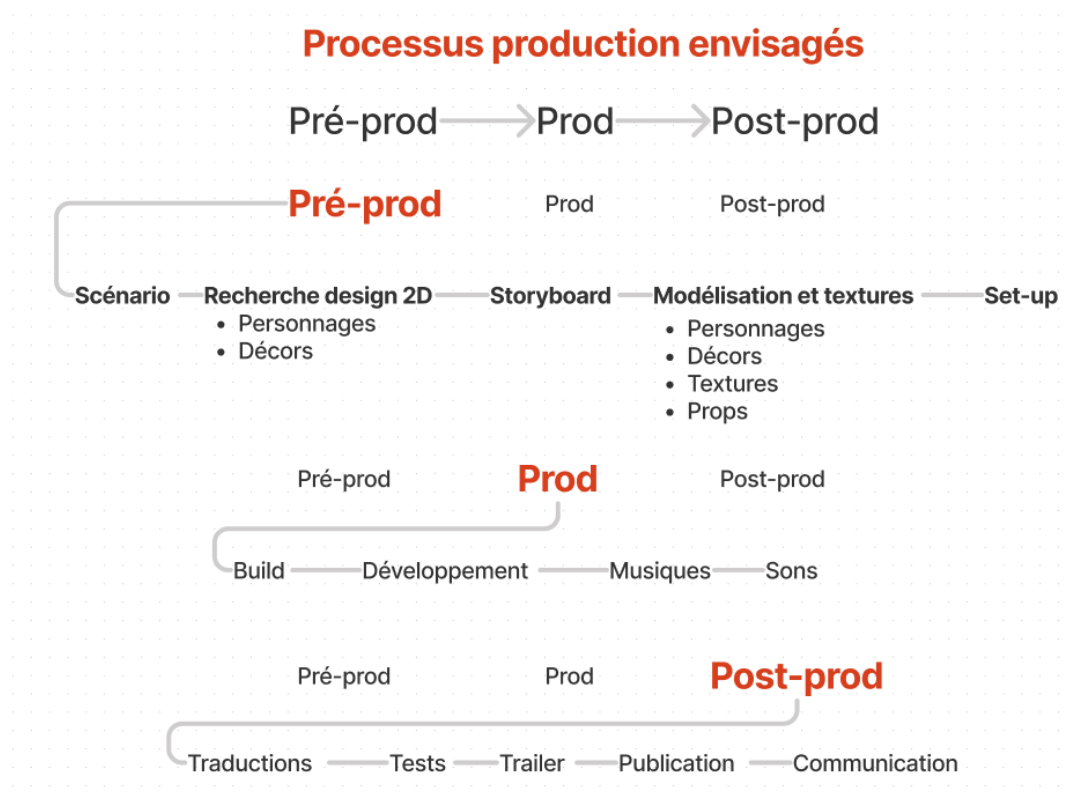 Processus production envisagés
Pré-prod Prod Post-prod
Pré-prod Prod Post-prod
Scénario Recherche design 2D Storyboard Modélisation et textures Set-up
• Personnages
• Décors
• Personnages
• Décors
• Textures
• Props
Pré-prod Prod Post-prod
Build Développement Musiques Sons
Pré-prod Prod Post-prod
Traductions Tests Trailer Publication Communication